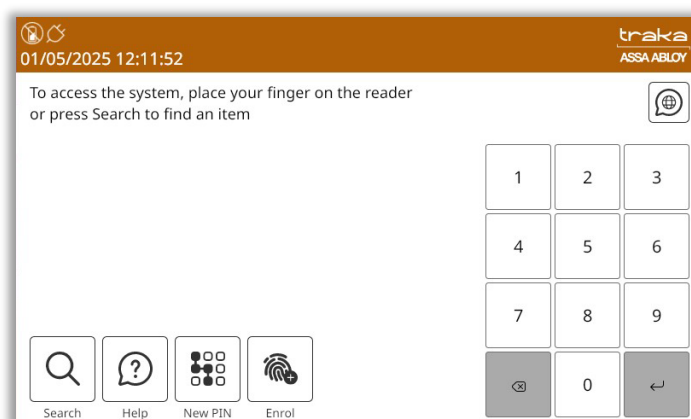 traka
01/05/2025 12:11:52
ASSA ABLOY
To access the system, place your finger on the reader
or press Search to find an item
1 2 3
4 5 6
7 8 9
0
Search Help New PIN Enrol